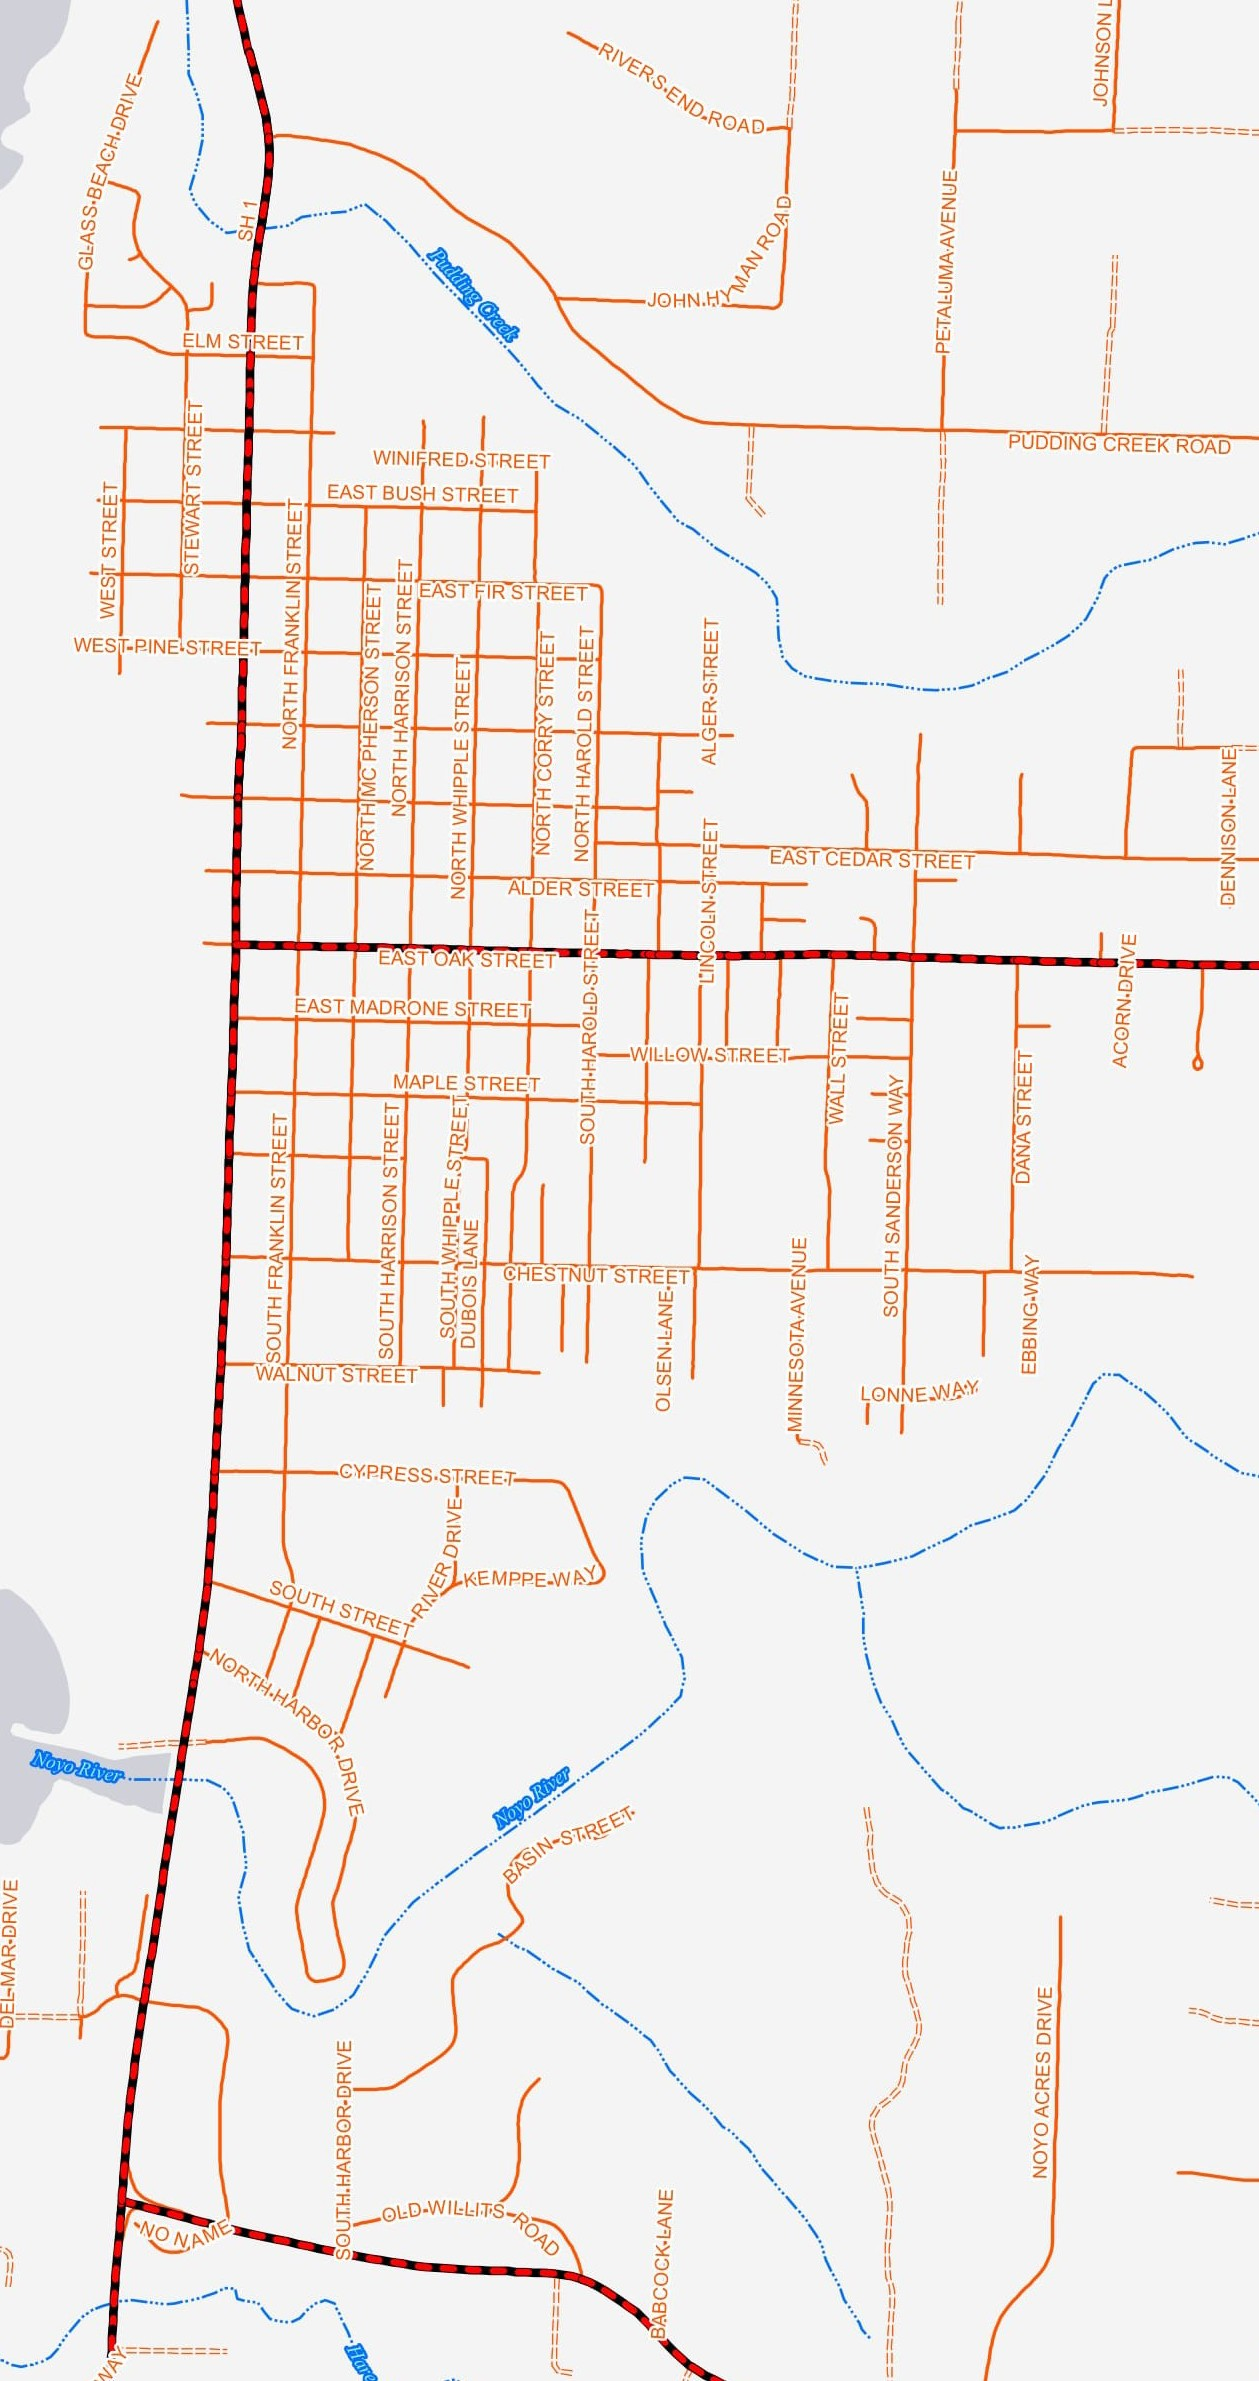 JOHNSON L
RIVERS END ROAD
GLASS BEACH DRIVE
SH 1
PETALUMA AVENUE
JOHN HYMAN ROAD
Pudding Creek
ELM STREET
PUDDING CREEK ROAD
WINIFRED STREET
EAST BUSH STREET
STEWART STREET
WEST STREET
NORTH FRANKLIN STREET
EAST FIR STREET
WEST PINE STREET
NORTH MC PHERSON STREET
NORTH HARRISON STREET
NORTH WHIPPLE STREET
NORTH CORRY STREET
NORTH HAROLD STREET
ALGER STREET
DENNISON LANE
EAST CEDAR STREET
LINCOLN STREET
ALDER STREET
EAST OAK STREET
SOUTH HAROLD STREET
ACORN DRIVE
EAST MADRONE STREET
WILLOW STREET
WALL STREET
MAPLE STREET
DANA STREET
SOUTH SANDERSON WAY
SOUTH FRANKLIN STREET
SOUTH HARRISON STREET
SOUTH WHIPPLE STREET
DUBOIS LANE
CHESTNUT STREET
OLSEN LANE
MINNESOTA AVENUE
EBBING WAY
WALNUT STREET
LONNE WAY
CYPRESS STREET
RIVER DRIVE
KEMPPE WAY
SOUTH STREET
NORTH HARBOR DRIVE
Noyo River
Noyo River
BASIN STREET
DEL MAR DRIVE
NOYO ACRES DRIVE
SOUTH HARBOR DRIVE
OLD WILLITS ROAD
NO NAME
BABCOCK LANE
WAY
Hare